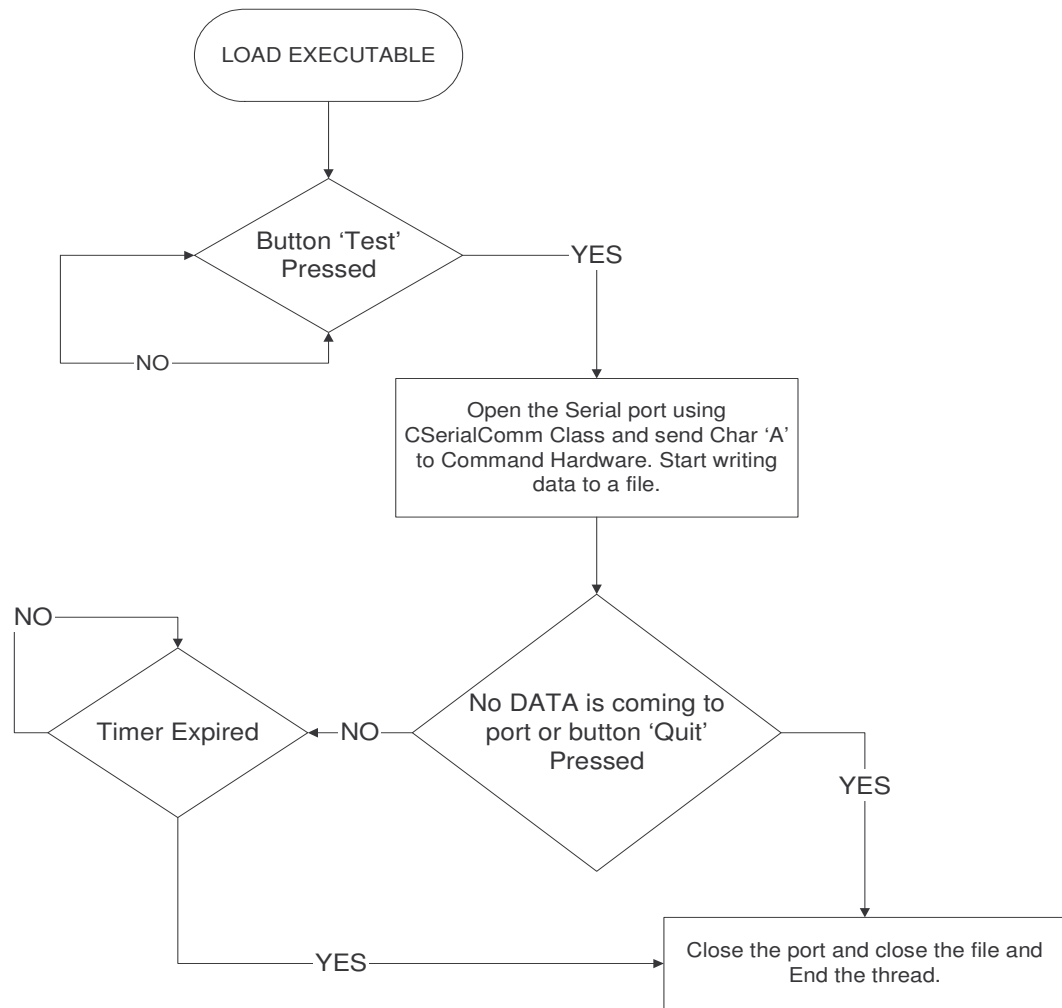 LOAD EXECUTABLE
Button ‘Test’
Pressed
YES
NO
Open the Serial port using
CSerialComm Class and send Char ‘A’
to Command Hardware. Start writing
data to a file.
NO
No DATA is coming to
port or button ‘Quit’
Pressed
NO
Timer Expired
YES
YES
Close the port and close the file and
End the thread.